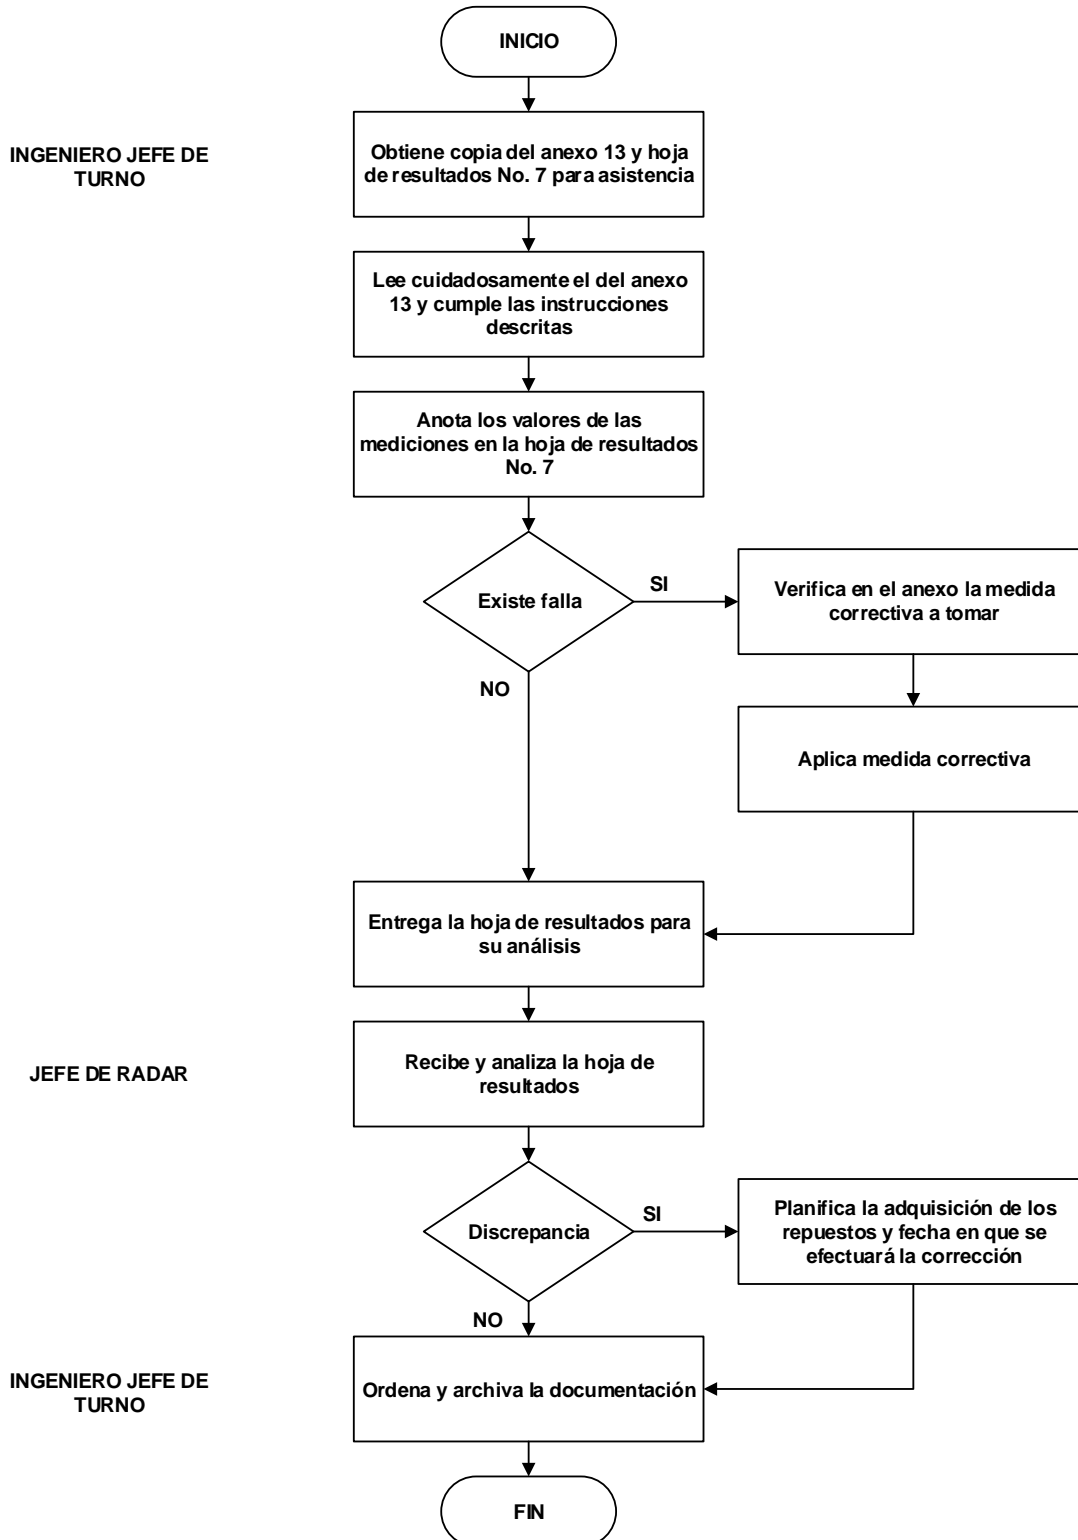 INICIO
INGENIERO JEFE DE
TURNO
Obtiene copia del anexo 13 y hoja
de resultados No. 7 para asistencia
Lee cuidadosamente el del anexo
13 y cumple las instrucciones
descritas
Anota los valores de las
mediciones en la hoja de resultados
No. 7
Existe falla
SI
Verifica en el anexo la medida
correctiva a tomar
NO
Aplica medida correctiva
Entrega la hoja de resultados para
su análisis
JEFE DE RADAR
Recibe y analiza la hoja de
resultados
Discrepancia
SI
Planifica la adquisición de los
repuestos y fecha en que se
efectuará la corrección
NO
INGENIERO JEFE DE
TURNO
Ordena y archiva la documentación
FIN